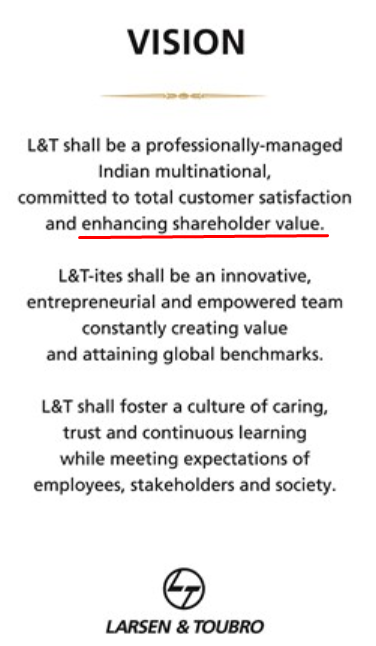 VISION
L&T shall be a professionally-managed
Indian multinational,
committed to total customer satisfaction
and enhancing shareholder value.
L&T-ites shall be an innovative,
entrepreneurial and empowered team
constantly creating value
and attaining global benchmarks.
L&T shall foster a culture of caring,
trust and continuous learning
while meeting expectations of
employees, stakeholders and society.
LT
LARSEN & TOUBRO